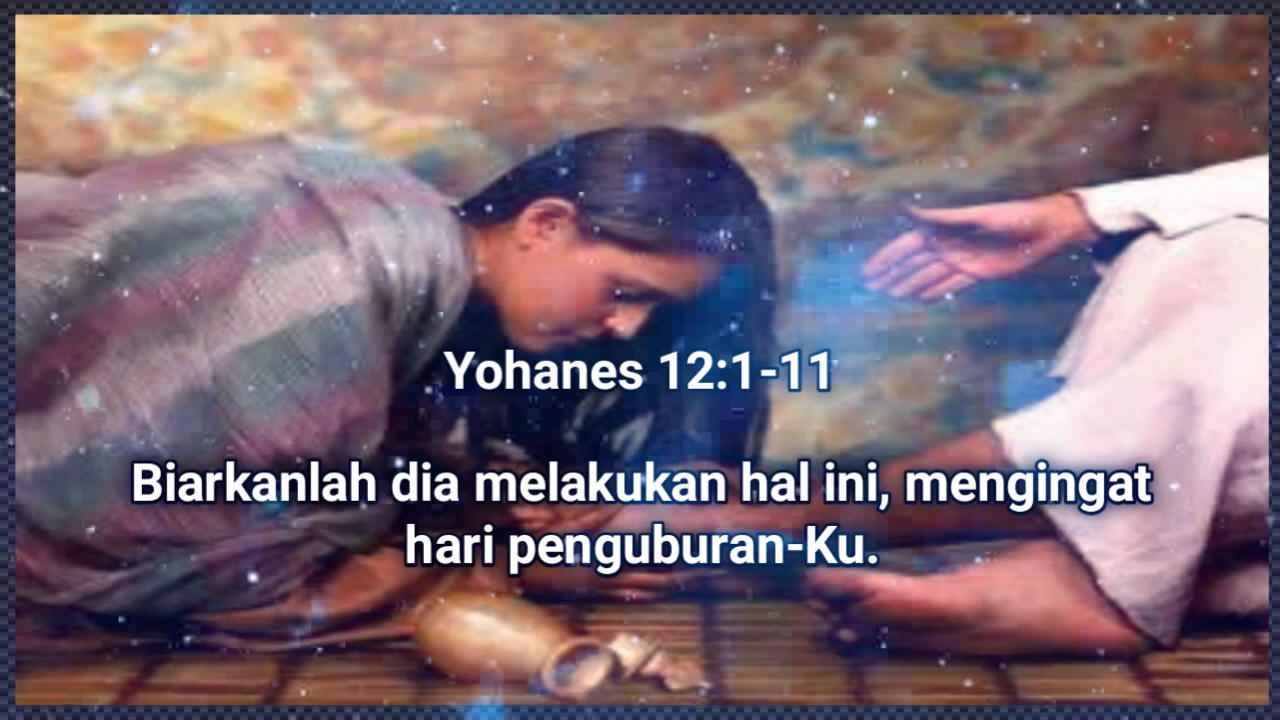 Yohanes 12:1-11
Biarkanlah dia melakukan hal ini, mengingat
hari penguburan-Ku.